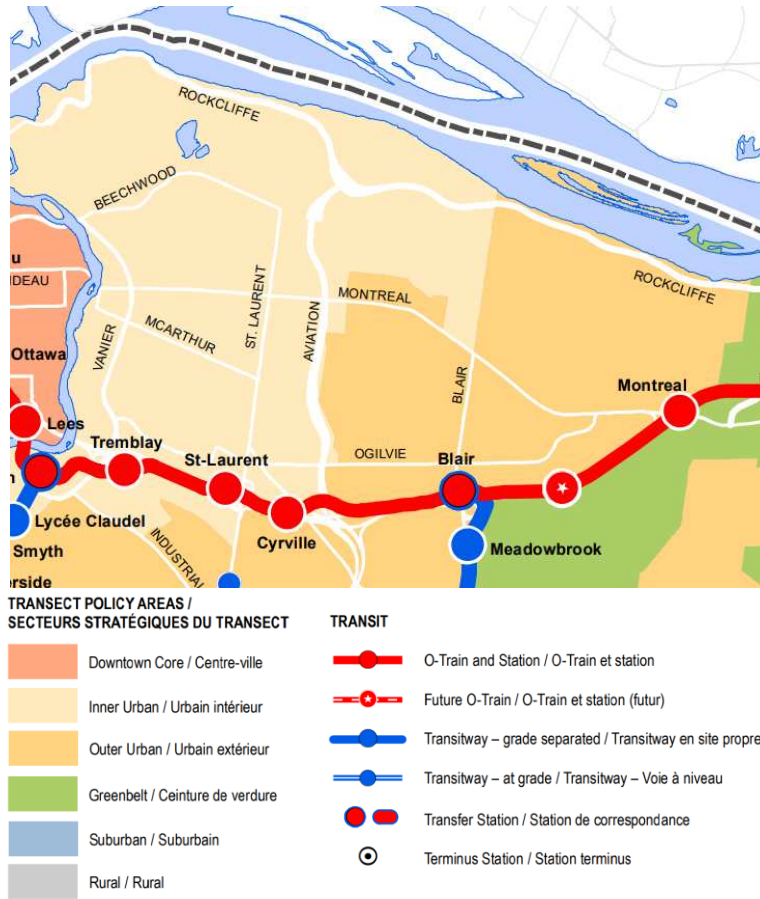 ROCKCLIFFE
BEECHWOOD
u
IDEAU
ST. LAURENT
MONTREAL
ROCKCLIFFE
MCARTHUR
VANIER
AVIATION
Ottawa
BLAIR
Montreal
Lees
Tremblay
St-Laurent
OGILVIE
Blair
n
Lycée Claudel
Cyrville
Smyth
INDUSTRIAL
Meadowbrook
erside
TRANSECT POLICY AREAS /
SECTEURS STRATÉGIQUES DU TRANSECT
Downtown Core / Centre-ville
Inner Urban / Urbain intérieur
Outer Urban / Urbain extérieur
Greenbelt / Ceinture de verdure
Suburban / Suburbain
Rural / Rural
TRANSIT
O-Train and Station / O-Train et station
Future O-Train / O-Train et station (futur)
Transitway – grade separated / Transitway en site propre
Transitway – at grade / Transitway – Voie à niveau
Transfer Station / Station de correspondance
Terminus Station / Station terminus